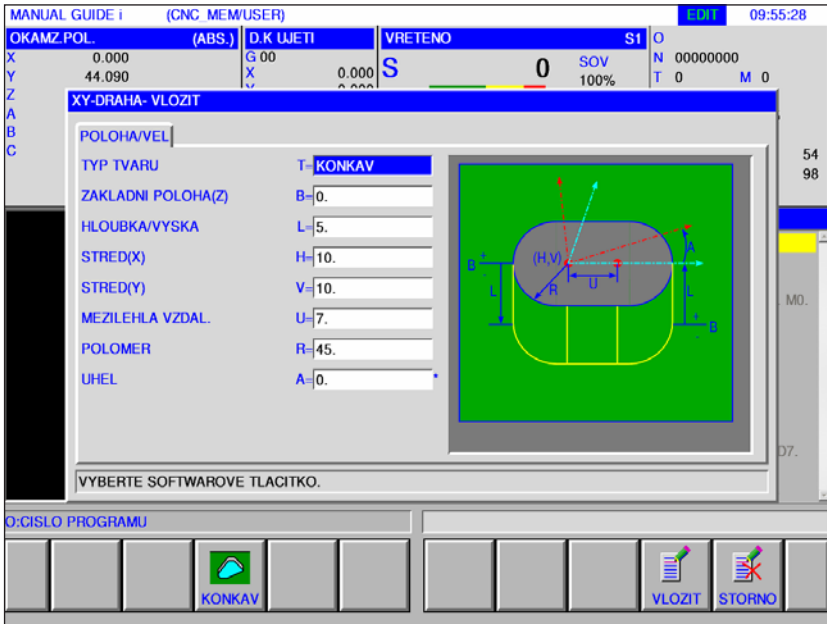 MANUAL GUIDE i (CNC_MEM/USER) EDIT 09:55:28
OKAMZ.POL. (ABS.) D.K UJETI VRETENO S1 O
X 0.000 G 00 S 0 SOV N 00000000
Y 44.090 X 0.000 100% T 0 M 0
Z
A
B
C
54
98
XY-DRAHA- VLOZIT
POLOHA/VEL
TYP TVARU T=KONKAV
ZAKLADNI POLOHA(Z) B=0.
HLOUBKA/VYSKA L=5.
STRED(X) H=10.
STRED(Y) V=10.
MEZILEHLA VZDAL. U=7.
POLOMER R=45.
UHEL A=0. °
A
B + - (H,V)
L R U L
+ - B
M0.
D7.
VYBERTE SOFTWAROVE TLACITKO.
O:CISLO PROGRAMU
KONKAV VLOZIT STORNO